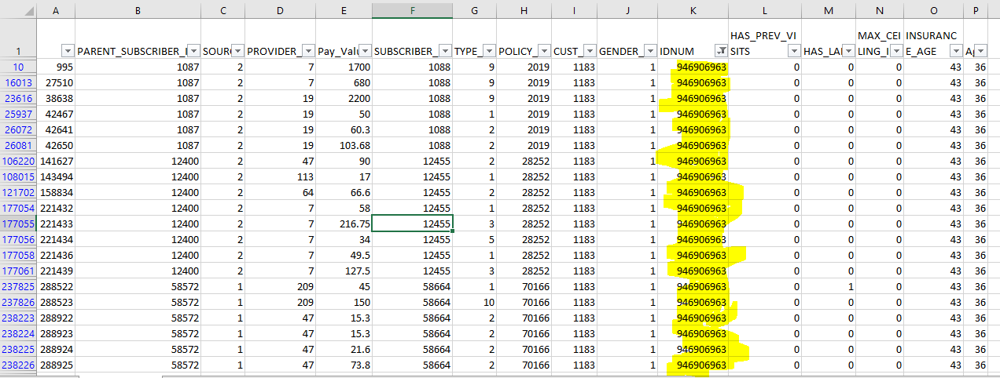 A B C D E F G H I J K L M N O P
HAS_PREV_VI MAX_CEI INSURANC
1 PARENT_SUBSCRIBER_I SOUR PROVIDER_ Pay_Valu SUBSCRIBER_ TYPE_ POLICY_ CUST_ GENDER_ IDNUM SITS HAS_LA LING_I E_AGE A
10 995 1087 2 7 1700 1088 9 2019 1183 1 946906963 0 0 0 43 36
16013 27510 1087 2 7 680 1088 9 2019 1183 1 946906963 0 0 0 43 36
23616 38638 1087 2 19 2200 1088 9 2019 1183 1 946906963 0 0 0 43 36
25937 42467 1087 2 19 50 1088 1 2019 1183 1 946906963 0 0 0 43 36
26072 42641 1087 2 19 60.3 1088 2 2019 1183 1 946906963 0 0 0 43 36
26081 42650 1087 2 19 103.68 1088 2 2019 1183 1 946906963 0 0 0 43 36
106220 141627 12400 2 47 90 12455 2 28252 1183 1 946906963 0 0 0 43 36
108015 143494 12400 2 113 17 12455 1 28252 1183 1 946906963 0 0 0 43 36
121702 158834 12400 2 64 66.6 12455 2 28252 1183 1 946906963 0 0 0 43 36
177054 221432 12400 2 7 58 12455 1 28252 1183 1 946906963 0 0 0 43 36
177055 221433 12400 2 7 216.75 12455 3 28252 1183 1 946906963 0 0 0 43 36
177056 221434 12400 2 7 34 12455 5 28252 1183 1 946906963 0 0 0 43 36
177058 221436 12400 2 7 49.5 12455 1 28252 1183 1 946906963 0 0 0 43 36
177061 221439 12400 2 7 127.5 12455 3 28252 1183 1 946906963 0 0 0 43 36
237825 288522 58572 1 209 45 58664 1 70166 1183 1 946906963 0 1 0 43 36
237826 288523 58572 1 209 150 58664 10 70166 1183 1 946906963 0 0 0 43 36
238223 288922 58572 1 47 15.3 58664 2 70166 1183 1 946906963 0 0 0 43 36
238224 288923 58572 1 47 15.3 58664 2 70166 1183 1 946906963 0 0 0 43 36
238225 288924 58572 1 47 21.6 58664 2 70166 1183 1 946906963 0 0 0 43 36
238226 288925 58572 1 47 73.8 58664 2 70166 1183 1 946906963 0 0 0 43 36